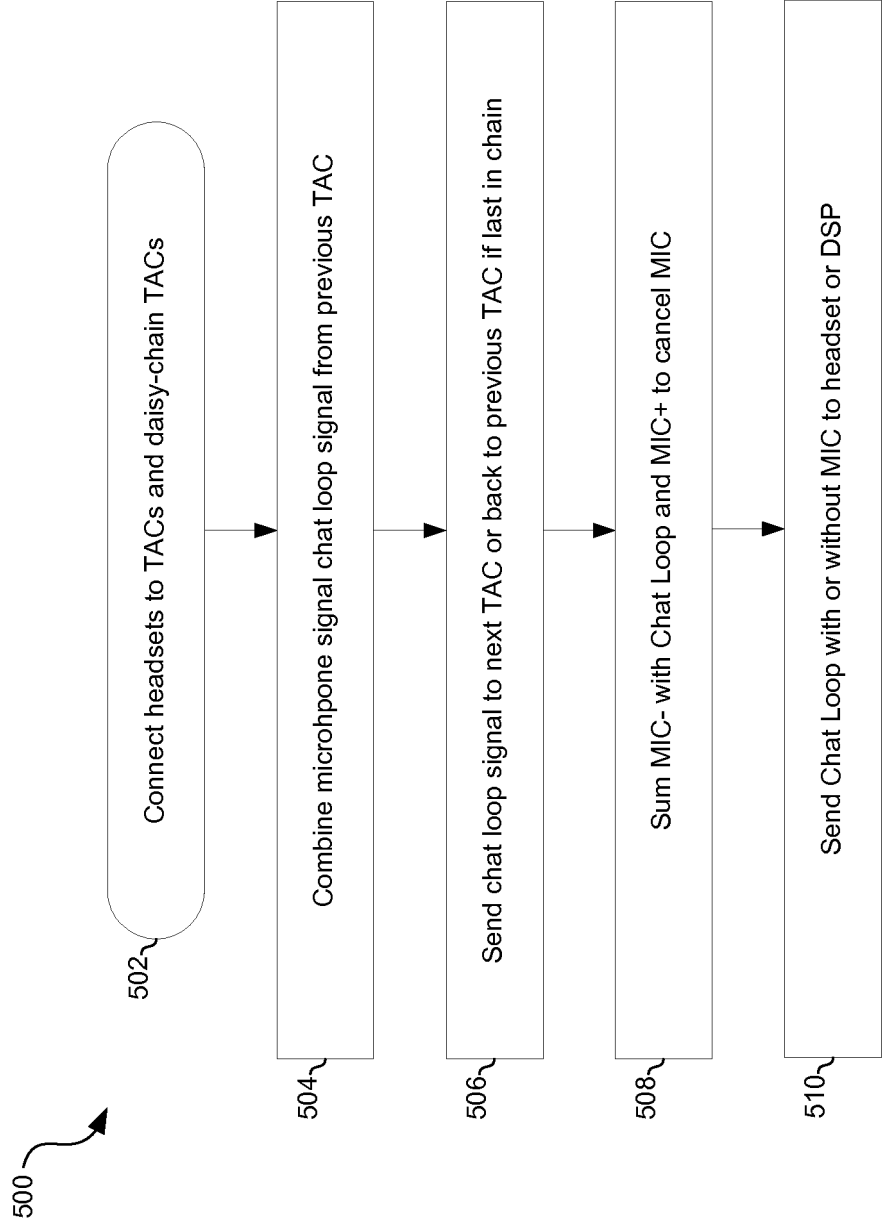 500
502
Connect headsets to TACs and daisy-chain TACs
504
Combine microhpone signal chat loop signal from previous TAC
506
Send chat loop signal to next TAC or back to previous TAC if last in chain
508
Sum MIC- with Chat Loop and MIC+ to cancel MIC
510
Send Chat Loop with or without MIC to headset or DSP